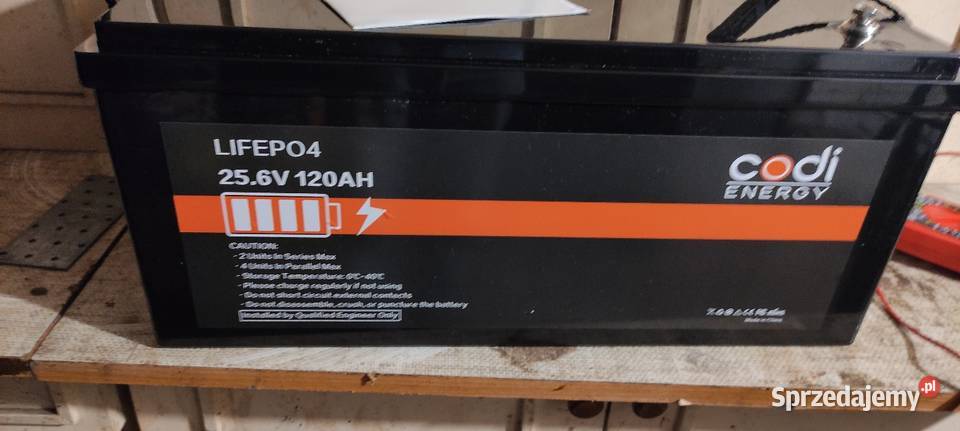 LIFEPO4
25.6V 120AH
codi
ENERGY
CAUTION:
- 2 Units In Series Max
- 4 Units In Parallel Max
- Storage Temperature: 0°C-40°C
- Please charge regularly if not using
- Do not short circuit external contacts
- Do not disassemble, crush, or puncture the battery
Installed by Qualified Engineer Only
Made in China
Sprzedajemy.pl